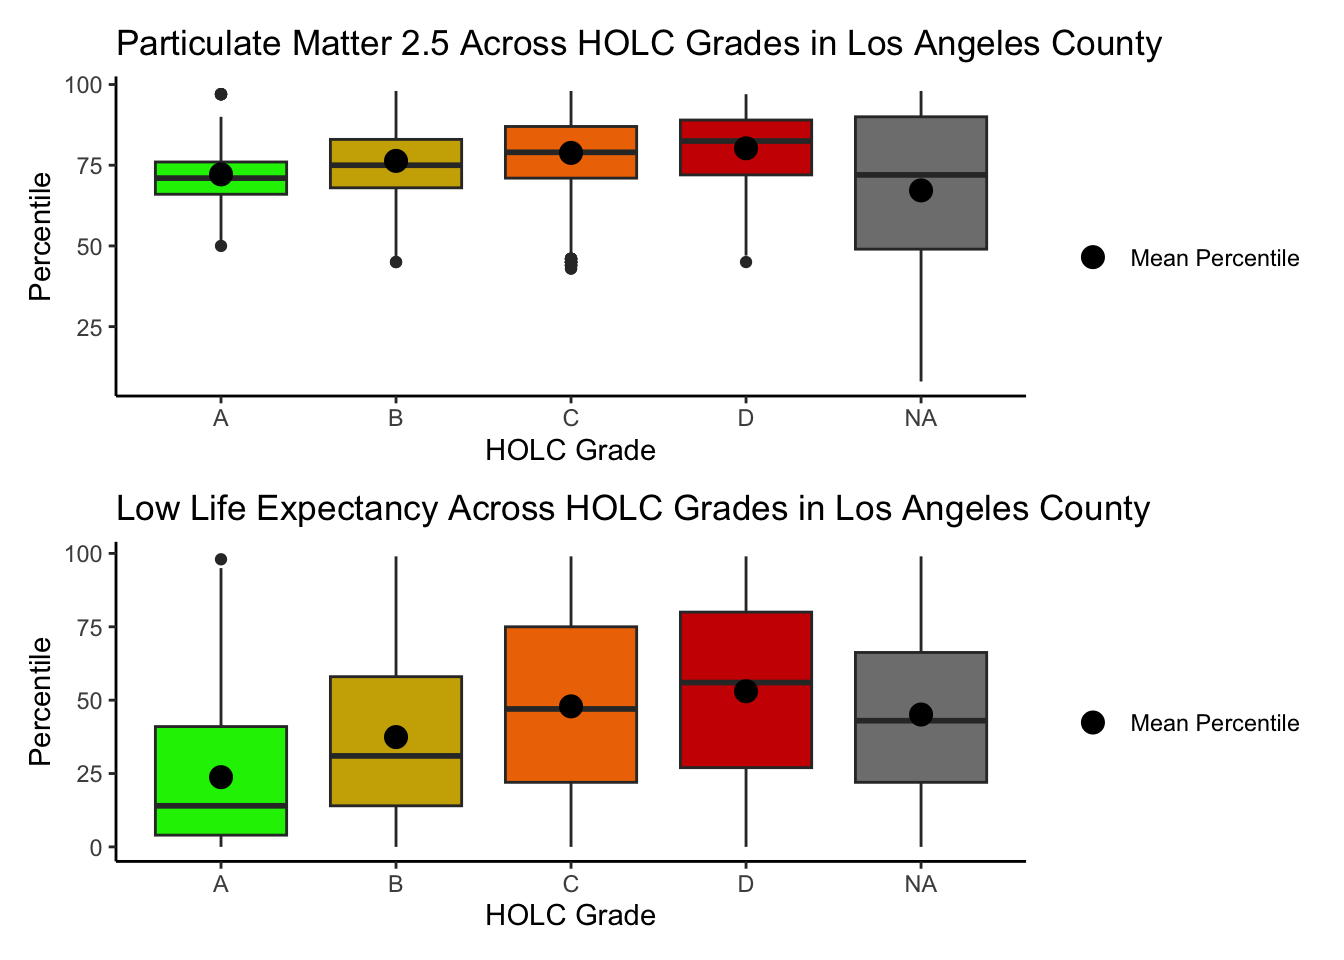 Particulate Matter 2.5 Across HOLC Grades in Los Angeles County
Percentile
100
75
50
25
A B C D NA
HOLC Grade
Mean Percentile
Low Life Expectancy Across HOLC Grades in Los Angeles County
Percentile
100
75
50
25
0
A B C D NA
HOLC Grade
Mean Percentile